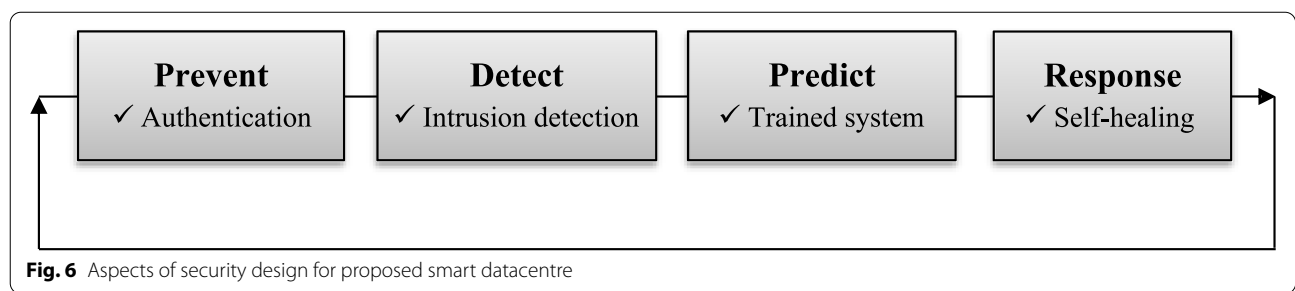 Prevent
✓ Authentication
Detect
✓ Intrusion detection
Predict
✓ Trained system
Response
✓ Self-healing
Fig. 6 Aspects of security design for proposed smart datacentre